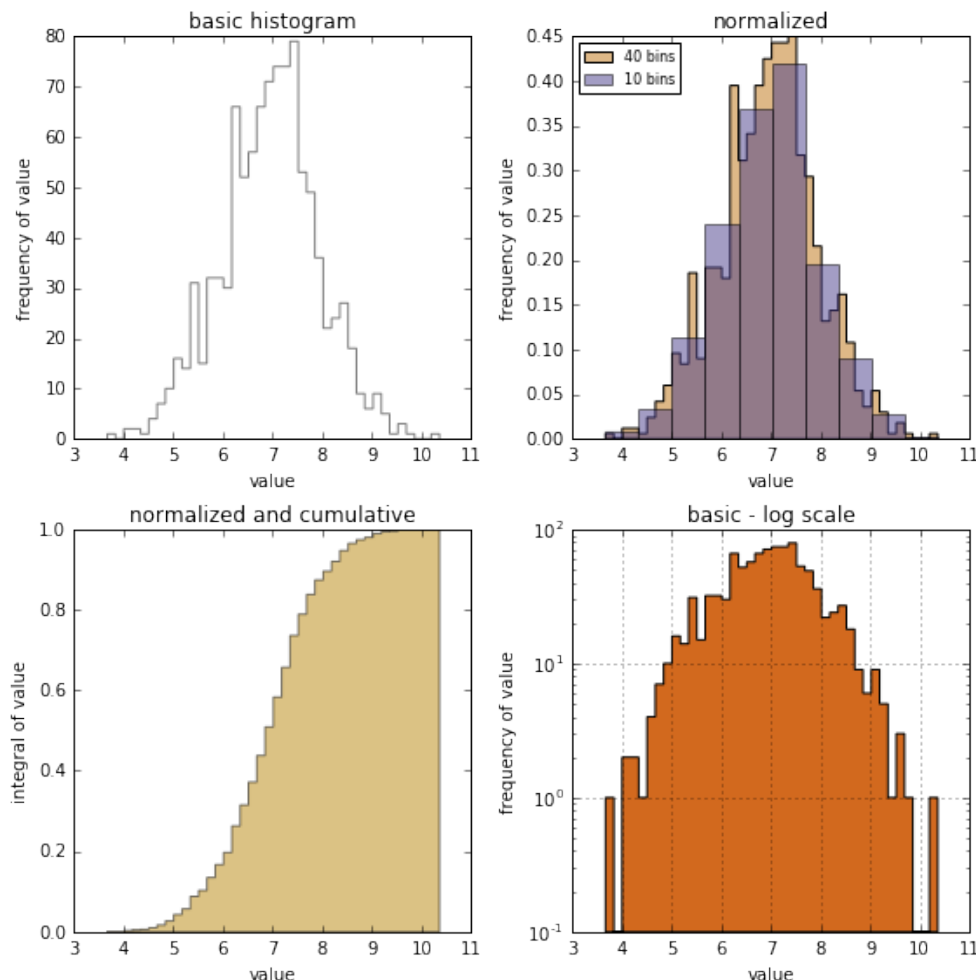 basic histogram
80
70
60
50
40
30
20
10
0
frequency of value
3 4 5 6 7 8 9 10 11
value
normalized
0.45
0.40
0.35
0.30
0.25
0.20
0.15
0.10
0.05
0.00
frequency of value
40 bins
10 bins
3 4 5 6 7 8 9 10 11
value
normalized and cumulative
1.0
0.8
0.6
0.4
0.2
0.0
integral of value
3 4 5 6 7 8 9 10 11
value
basic - log scale
10²
10¹
10⁰
10⁻¹
frequency of value
3 4 5 6 7 8 9 10 11
value